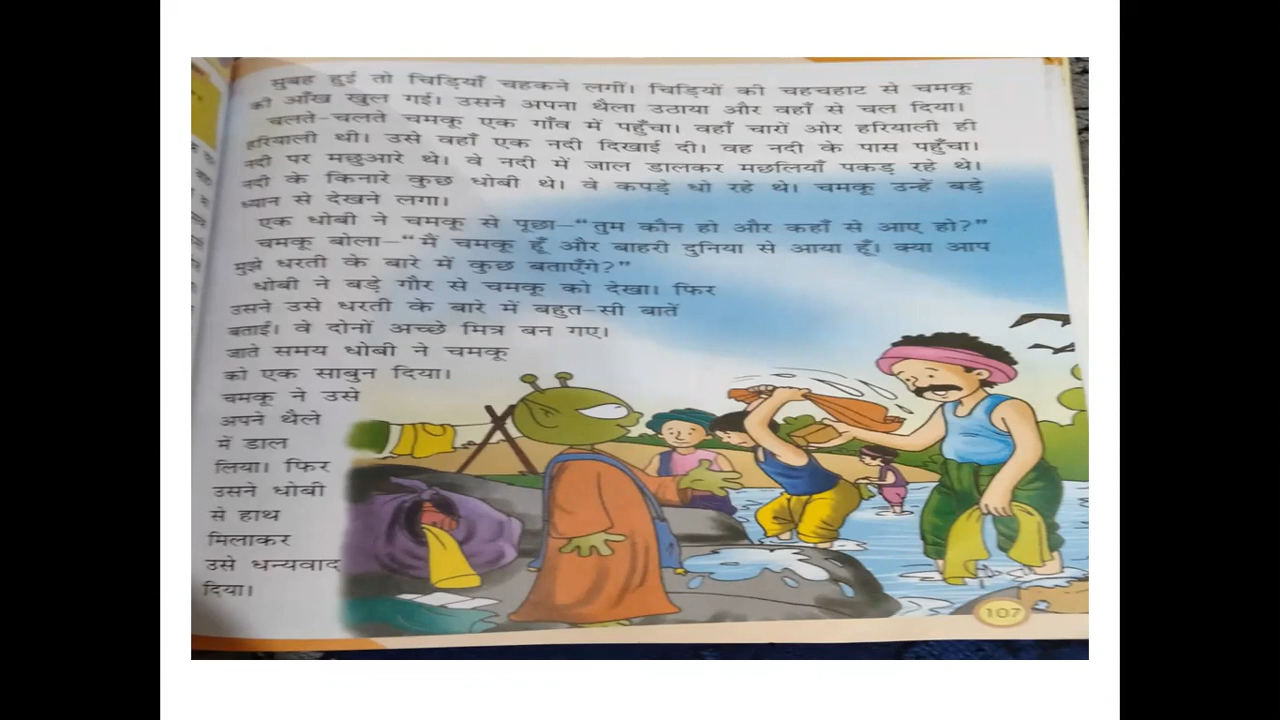 सुबह हुई तो चिड़ियाँ चहकने लगीं। चिड़ियों की चहचहाट से चमकू
की आँख खुल गई। उसने अपना थैला उठाया और वहाँ से चल दिया।
चलते-चलते चमकू एक गाँव में पहुँचा। वहाँ चारों ओर हरियाली ही
हरियाली थी। उसे वहाँ एक नदी दिखाई दी। वह नदी के पास पहुँचा।
नदी पर मछुआरे थे। वे नदी में जाल डालकर मछलियाँ पकड़ रहे थे।
नदी के किनारे कुछ धोबी थे। वे कपड़े धो रहे थे। चमकू उन्हें बड़े
ध्यान से देखने लगा।
एक धोबी ने चमकू से पूछा-“तुम कौन हो और कहाँ से आए हो?”
चमकू बोला-“मैं चमकू हूँ और बाहरी दुनिया से आया हूँ। क्या आप
मुझे धरती के बारे में कुछ बताएँगे?”
धोबी ने बड़े गौर से चमकू को देखा। फिर
उसने उसे धरती के बारे में बहुत-सी बातें
बताईं। वे दोनों अच्छे मित्र बन गए।
जाते समय धोबी ने चमकू
को एक साबुन दिया।
चमकू ने उसे
अपने थैले
में डाल
लिया। फिर
उसने धोबी
से हाथ
मिलाकर
उसे धन्यवाद
दिया।
107